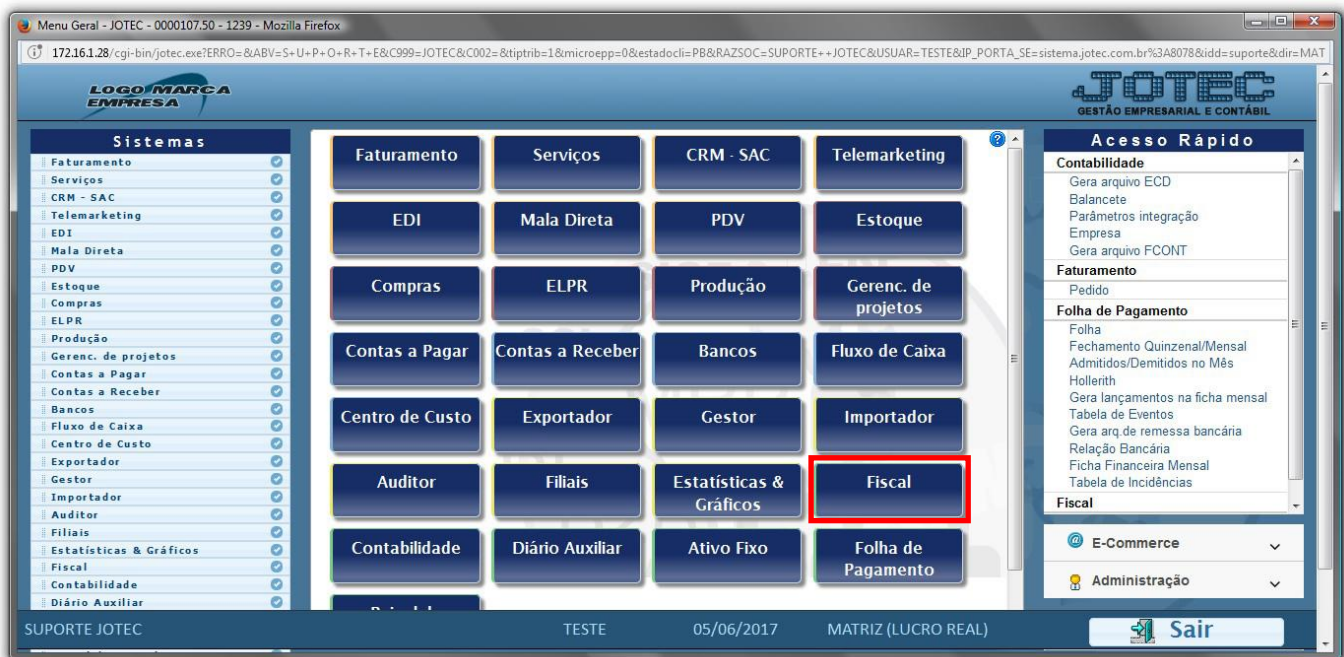 Menu Geral - JOTEC - 0000107.50 - 1239 - Mozilla Firefox
172.16.1.28/cgi-bin/jotec.exe?ERRO=&ABV=S+U+P+O+R+T+E&C999=JOTEC&C002=&tiptrib=1&microepp=0&estadocli=PB&RAZSOC=SUPORTE++JOTEC&USUAR=TESTE&IP_PORTA_SE=sistema.jotec.com.br%3A8078&idd=suporte&dir=MAT
LOGO MARCA
EMPRESA
JOTEC
GESTÃO EMPRESARIAL E CONTÁBIL
Sistemas
Faturamento
Serviços
CRM - SAC
Telemarketing
EDI
Mala Direta
PDV
Estoque
Compras
ELPR
Produção
Gerenc. de projetos
Contas a Pagar
Contas a Receber
Bancos
Fluxo de Caixa
Centro de Custo
Exportador
Gestor
Importador
Auditor
Filiais
Estatísticas & Gráficos
Fiscal
Contabilidade
Diário Auxiliar
Faturamento
Serviços
CRM - SAC
Telemarketing
EDI
Mala Direta
PDV
Estoque
Compras
ELPR
Produção
Gerenc. de
projetos
Contas a Pagar
Contas a Receber
Bancos
Fluxo de Caixa
Centro de Custo
Exportador
Gestor
Importador
Auditor
Filiais
Estatísticas &
Gráficos
Fiscal
Contabilidade
Diário Auxiliar
Ativo Fixo
Folha de
Pagamento
Acesso Rápido
Contabilidade
Gera arquivo ECD
Balancete
Parâmetros integração
Empresa
Gera arquivo FCONT
Faturamento
Pedido
Folha de Pagamento
Folha
Fechamento Quinzenal/Mensal
Admitidos/Demitidos no Mês
Hollerith
Gera lançamentos na ficha mensal
Tabela de Eventos
Gera arq.de remessa bancária
Relação Bancária
Ficha Financeira Mensal
Tabela de Incidências
Fiscal
E-Commerce
Administração
SUPORTE JOTEC
TESTE
05/06/2017
MATRIZ (LUCRO REAL)
Sair